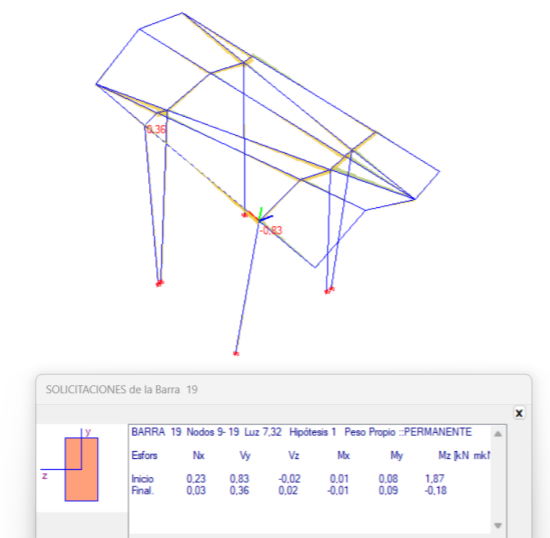 0,36
-0,83
SOLICITACIONES de la Barra 19
x
y
z
BARRA 19 Nodos 9- 19 Luz 7,32 Hipótesis 1 Peso Propio ::PERMANENTE
Esfors Nx Vy Vz Mx My Mz [kN mkN
Inicio 0,23 0,83 -0,02 0,01 0,08 1,87
Final. 0,03 0,36 0,02 -0,01 0,09 -0,18